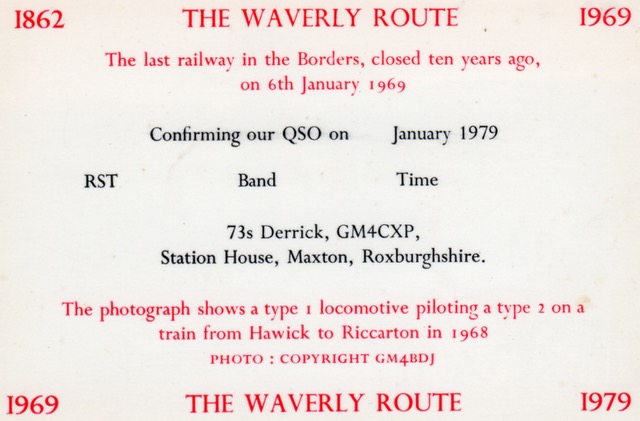 1862 THE WAVERLY ROUTE 1969
The last railway in the Borders, closed ten years ago,
on 6th January 1969
Confirming our QSO on January 1979
RST Band Time
73s Derrick, GM4CXP,
Station House, Maxton, Roxburghshire.
The photograph shows a type 1 locomotive piloting a type 2 on a
train from Hawick to Riccarton in 1968
PHOTO : COPYRIGHT GM4BDJ
1969 THE WAVERLY ROUTE 1979